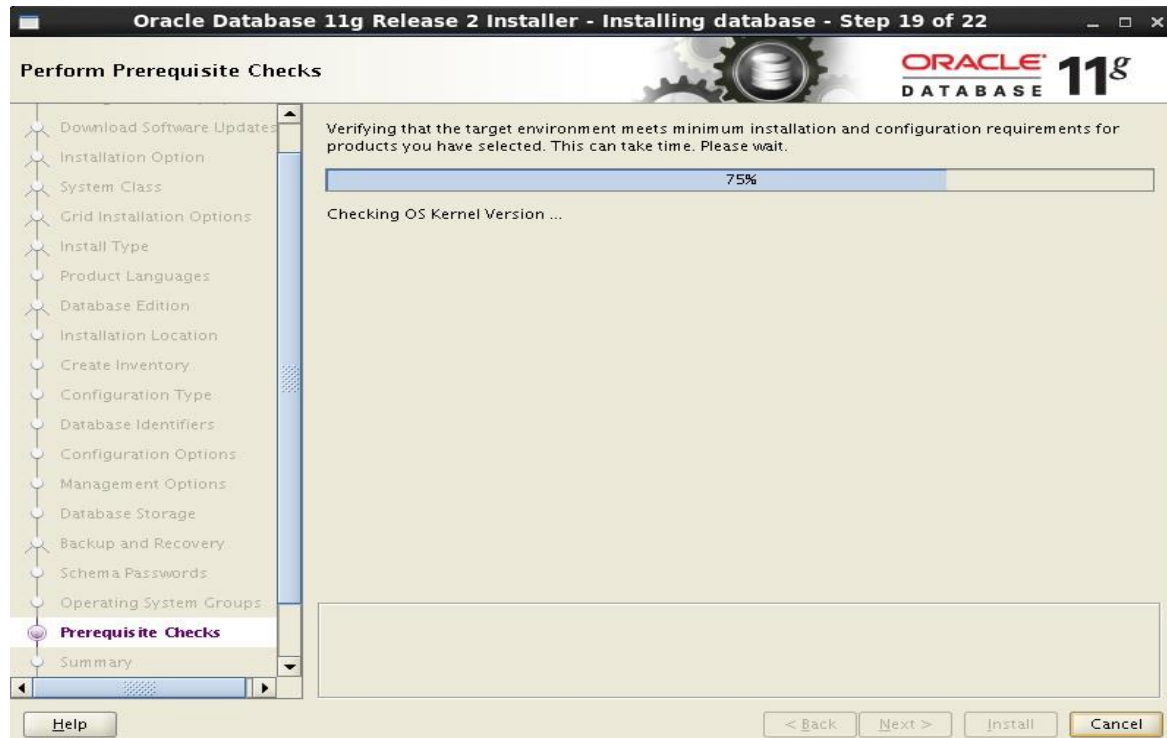 Oracle Database 11g Release 2 Installer - Installing database - Step 19 of 22
Perform Prerequisite Checks
ORACLE
DATABASE
11g
Download Software Updates
Installation Option
System Class
Grid Installation Options
Install Type
Product Languages
Database Edition
Installation Location
Create Inventory
Configuration Type
Database Identifiers
Configuration Options
Management Options
Database Storage
Backup and Recovery
Schema Passwords
Operating System Groups
Prerequisite Checks
Summary
Verifying that the target environment meets minimum installation and configuration requirements for
products you have selected. This can take time. Please wait.
75%
Checking OS Kernel Version ...
Help
< Back
Next >
Install
Cancel